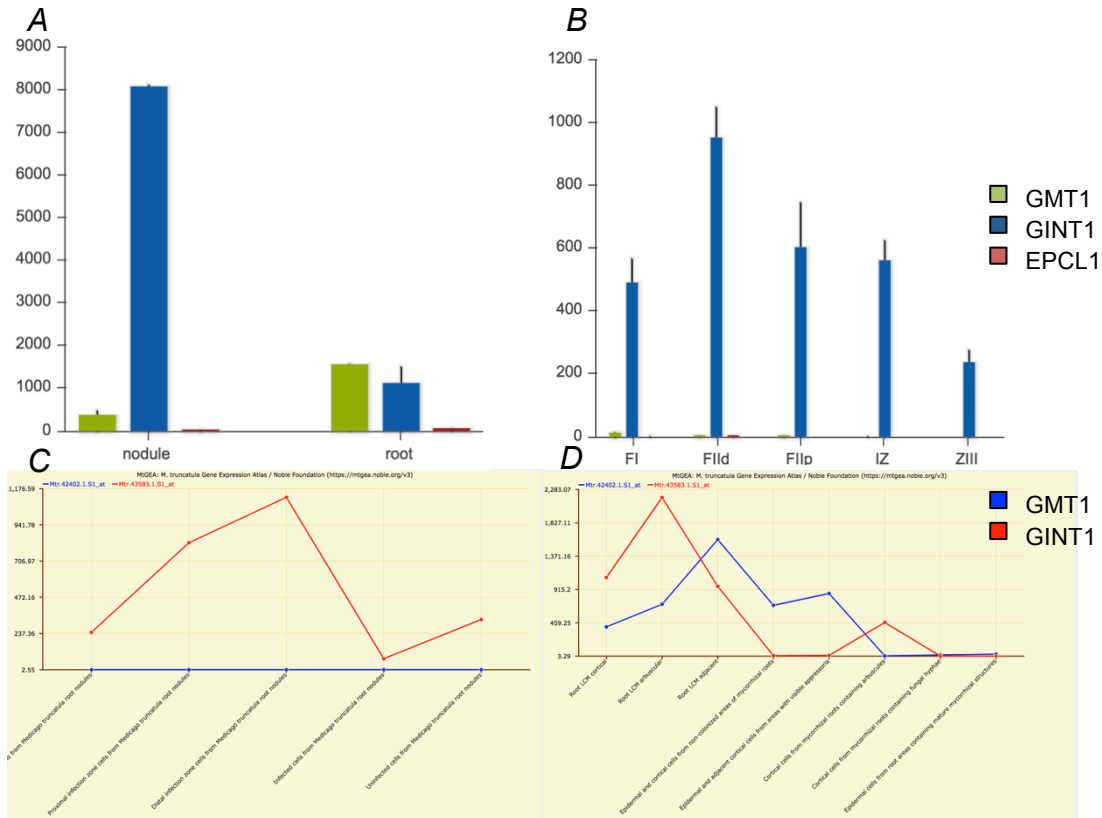 A
9000
8000
7000
6000
5000
4000
3000
2000
1000
0
nodule
root
B
1200
1000
800
600
400
200
0
FI
FIId
FIIp
IZ
ZIII
GMT1
GINT1
EPCL1
C
MtGEA: M. truncatula Gene Expression Atlas / Noble Foundation (https://mtgea.noble.org/v3)
Mtr.42402.1.S1_at Mtr.43583.1.S1_at
1,176.59
941.78
706.97
472.16
237.36
2.55
s from Medicago truncatula root nodules
Proximal infection zone cells from Medicago truncatula root nodules
Distal infection zone cells from Medicago truncatula root nodules
Infected cells from Medicago truncatula root nodules
Uninfected cells from Medicago truncatula root nodules
D
MtGEA: M. truncatula Gene Expression Atlas / Noble Foundation (https://mtgea.noble.org/v3)
Mtr.42402.1.S1_at Mtr.43583.1.S1_at
2,283.07
1,827.11
1,371.16
915.2
459.25
3.29
Root LCM cortical
Root LCM arbuscular
Root LCM adjacent
Epidermal and cortical cells from non-colonized areas of mycorrhizal roots
Epidermal and adjacent cortical cells from areas with visible appressoria
Cortical cells from mycorrhizal roots containing arbuscules
Cortical cells from mycorrhizal roots containing fungal hyphae
Epidermal cells from root areas containing mature mycorrhizal structures
GMT1
GINT1